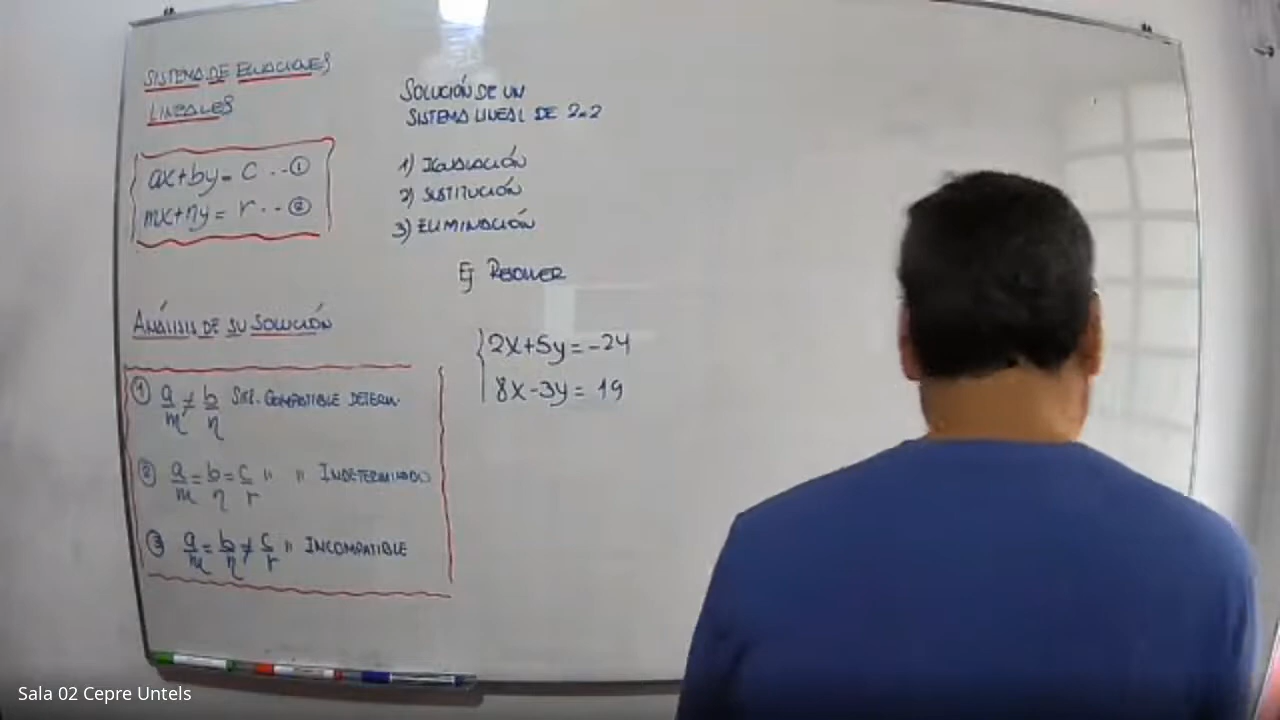 SISTEMA DE ECUACIONES
LINEALES
ax+by= C ...①
mx+ny= r ...②
ANÁLISIS DE SU SOLUCIÓN
① a/m ≠ b/n SIST. COMPATIBLE DETERM.
② a/m = b/n = c/r " " INDETERMINADO
③ a/m = b/n ≠ c/r " INCOMPATIBLE
SOLUCIÓN DE UN
SISTEMA LINEAL DE 2x2
1) IGUALACIÓN
2) SUSTITUCIÓN
3) ELIMINACIÓN
Ej RESOLVER
2x+5y=-24
8x-3y= 19
Sala 02 Cepre Untels